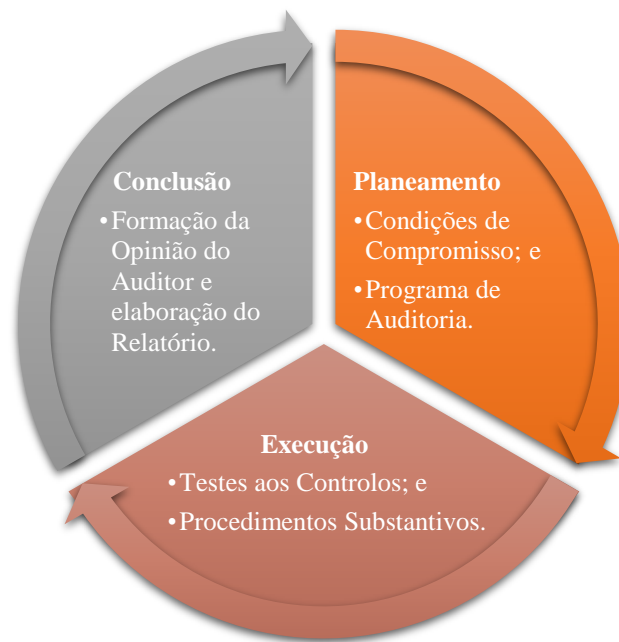 Conclusão
•Formação da
Opinião do
Auditor e
elaboração do
Relatório.
Planeamento
•Condições de
Compromisso; e
•Programa de
Auditoria.
Execução
•Testes aos Controlos; e
•Procedimentos Substantivos.